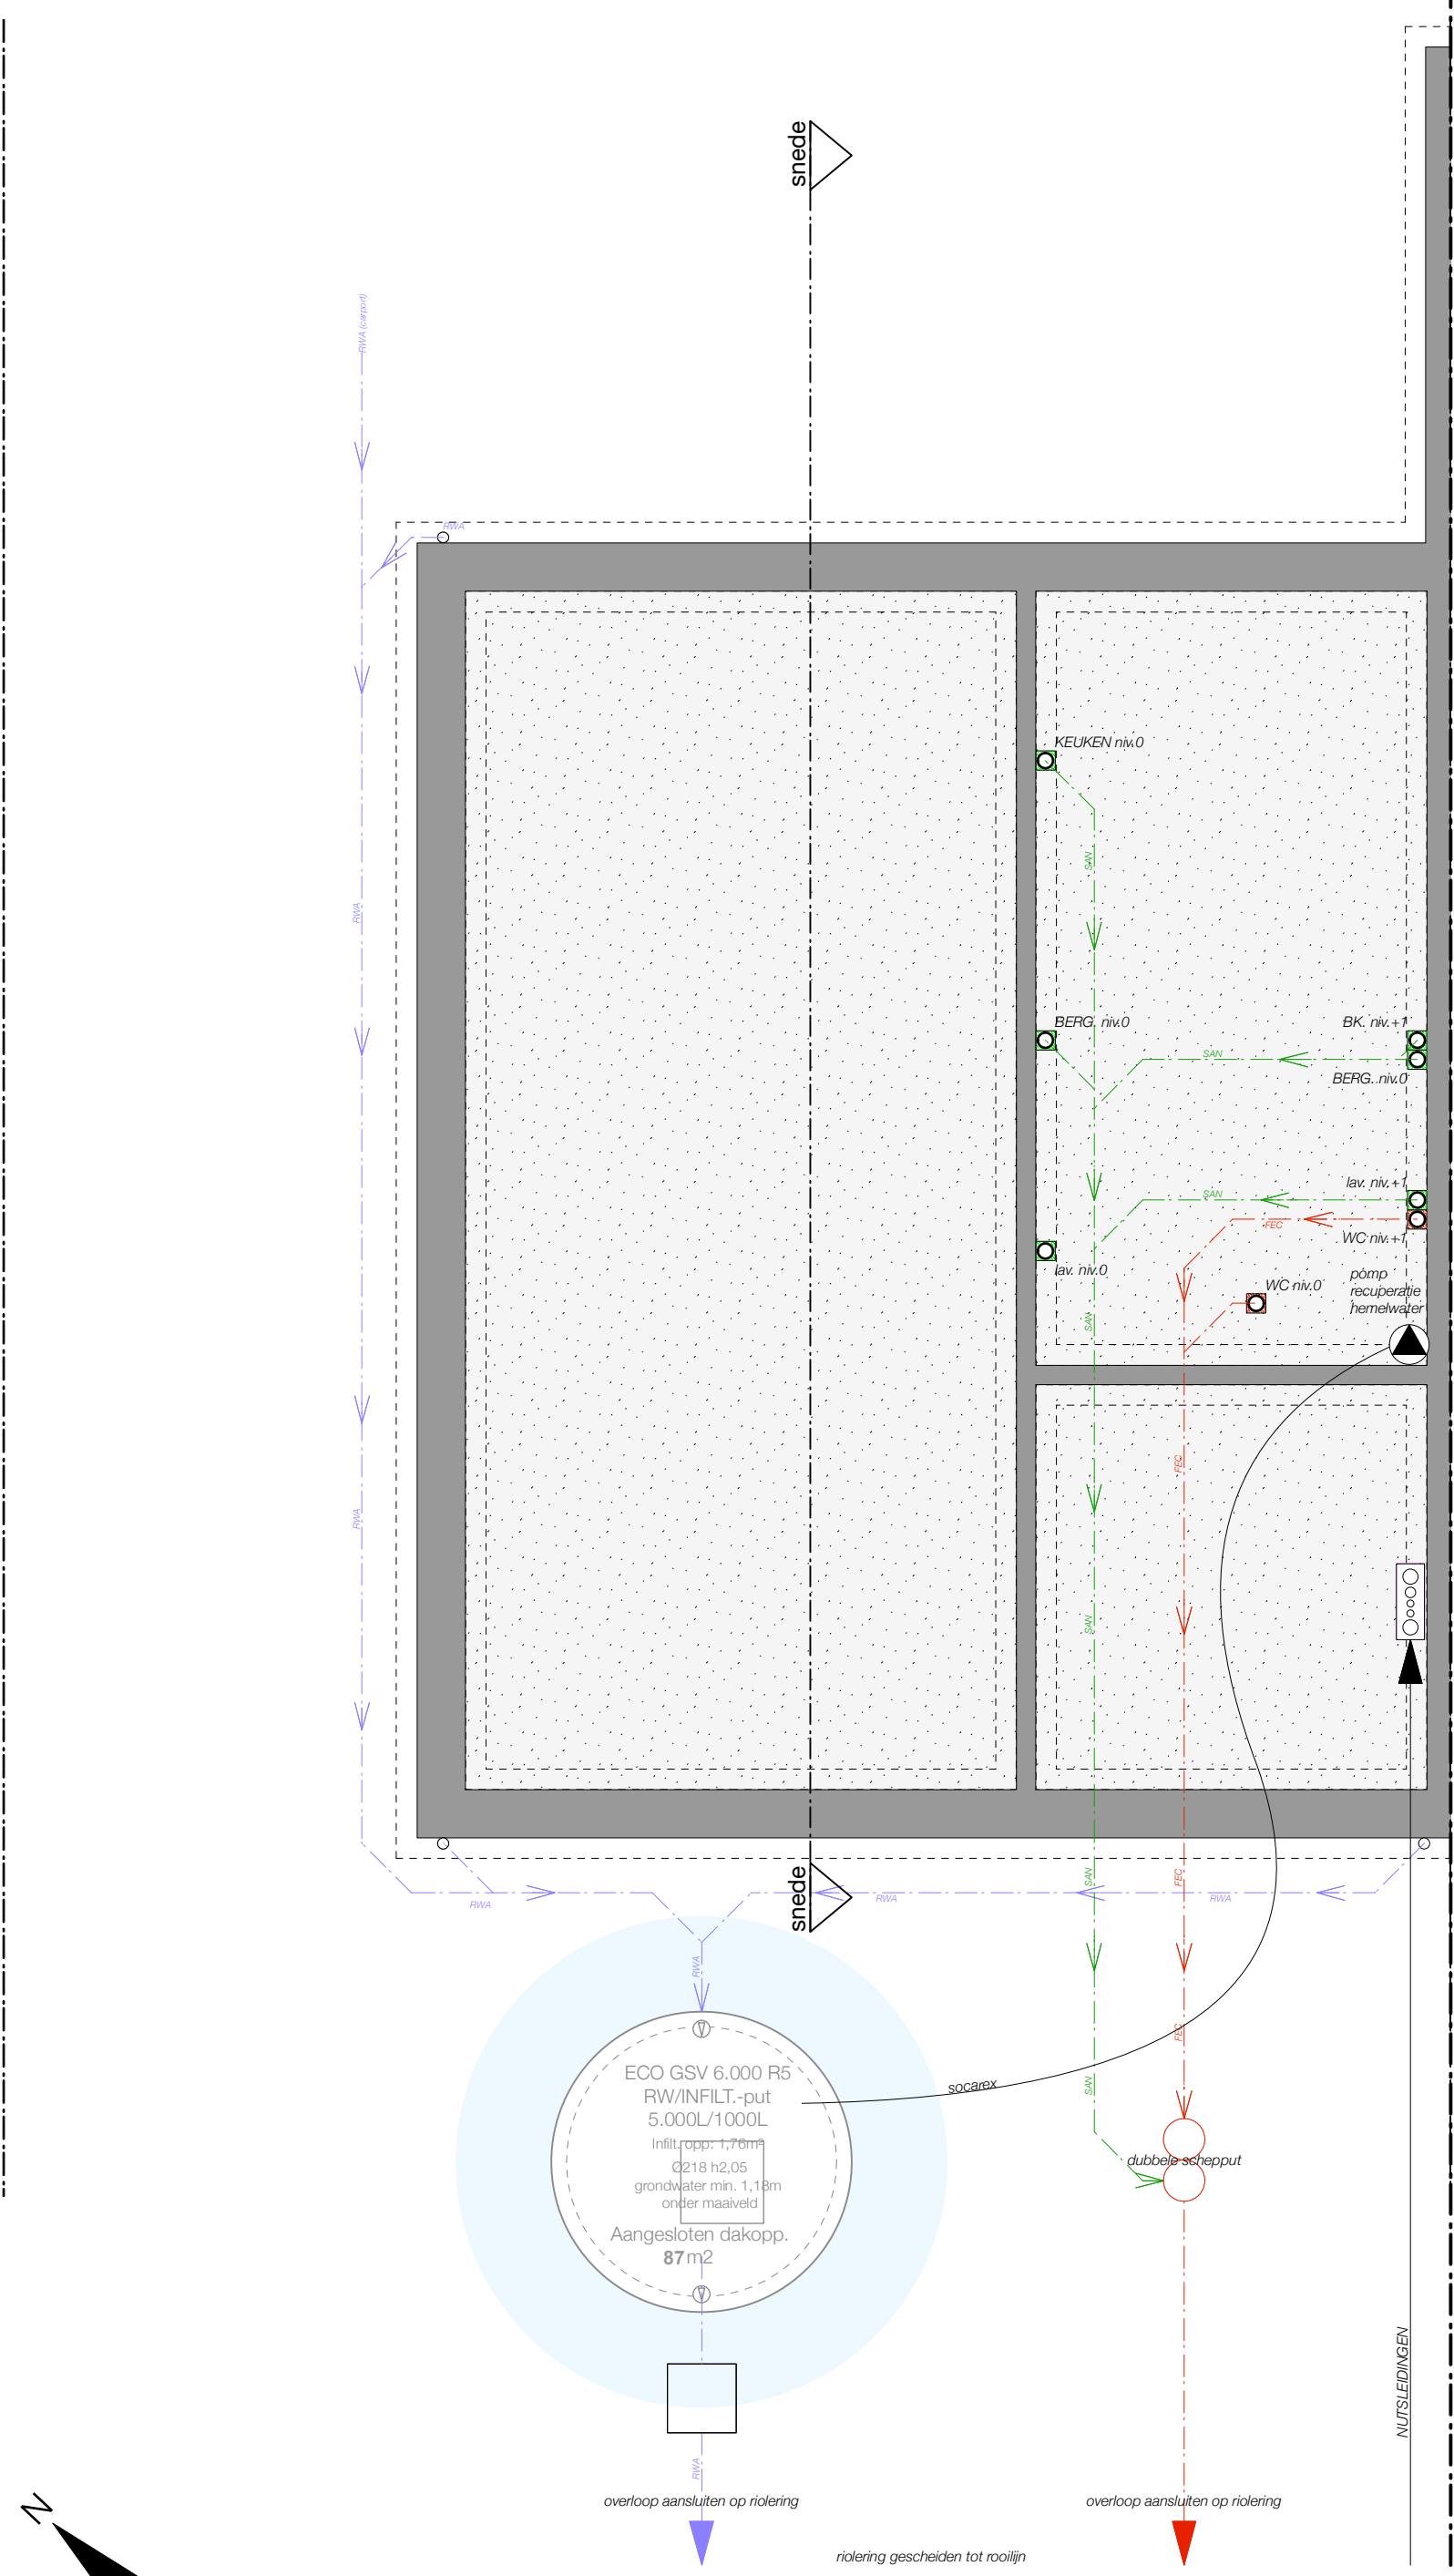 snede
RWA (carport)
RWA
KEUKEN niv.0
SAN
RWA
BERG. niv.0
BK. niv.+1
SAN
BERG. niv.0
lav. niv.+1
SAN
FEC
WC niv.+1
lav. niv.0
WC niv.0
pomp
recuperatie
hemelwater
SAN
FEC
RWA
SAN
snede
SAN
FEC
RWA
RWA
RWA
RWA
FEC
ECO GSV 6.000 R5
RW/INFILT.-put
5.000L/1000L
Infilt. opp: 1,76m²
Ø218 h2,05
grondwater min. 1,18m
onder maaiveld
Aangesloten dakopp.
87m2
socarex
SAN
dubbele schepput
NUTSLEIDINGEN
RWA
overloop aansluiten op riolering
overloop aansluiten op riolering
riolering gescheiden tot rooilijn
N